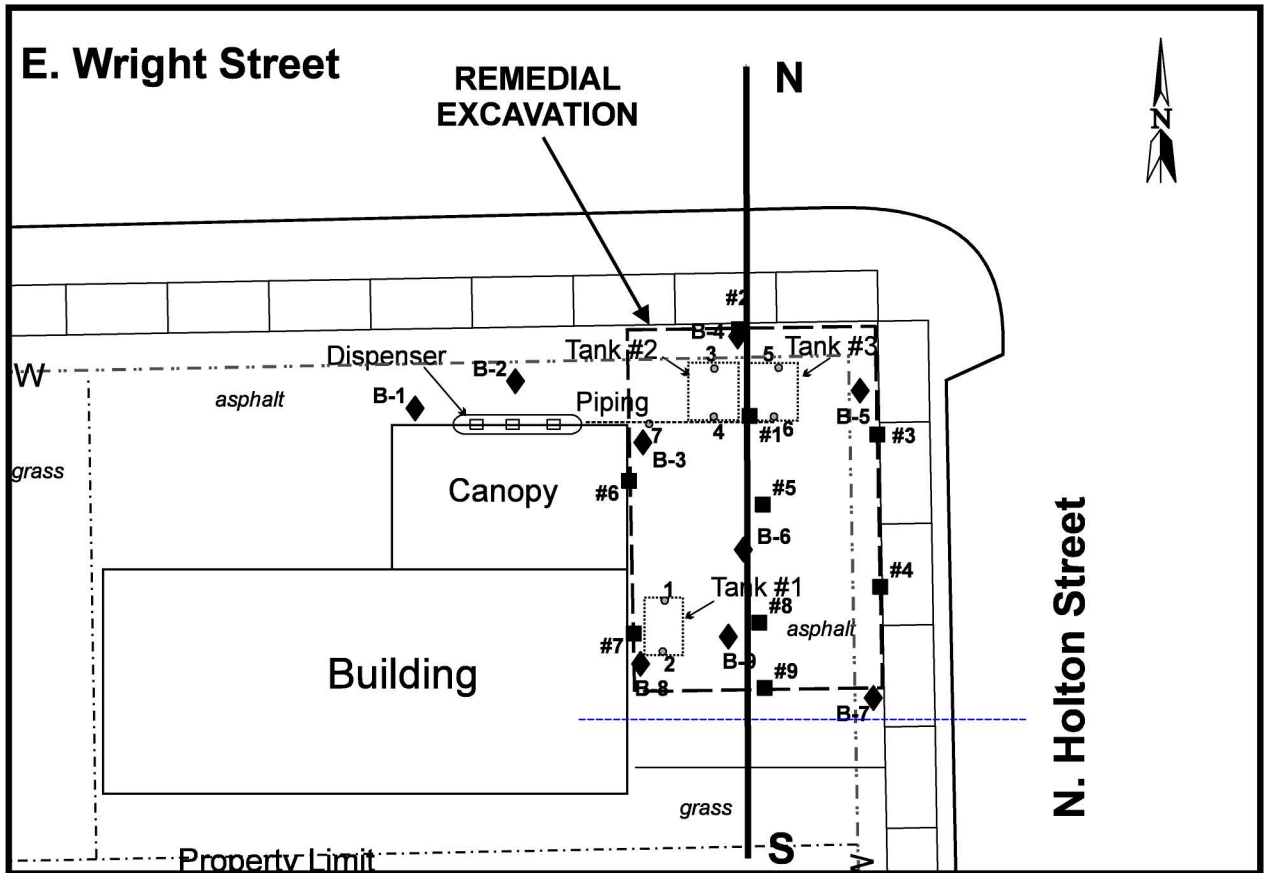 E. Wright Street
REMEDIAL
EXCAVATION
N
N
#2
B-4
Tank #2
3
5
Tank #3
Dispenser
W
B-2
B-1
asphalt
Piping
B-5
4
#1
6
7
#3
B-3
grass
Canopy
#6
#5
B-6
#4
1
Tank #1
#8
asphalt
N. Holton Street
#7
2
B-9
Building
B-8
#9
B-7
grass
S
W
Property Limit